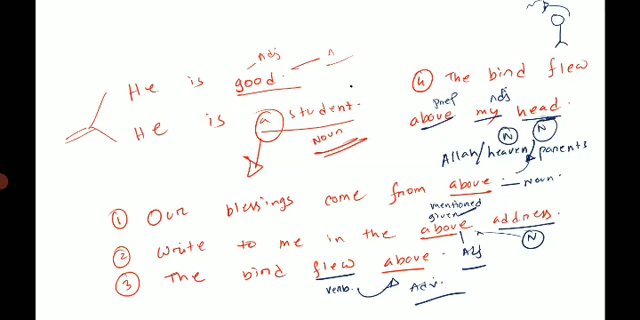 Adj
n
He is good.
He is a student.
Noun
④ The bird flew
prep adj
above my head.
N N
Allah/heaven parents
① Our blessings come from above — Noun.
mentioned
given
② Write to me in the above address.
Adj N
③ The bird flew above.
verb. Adv.